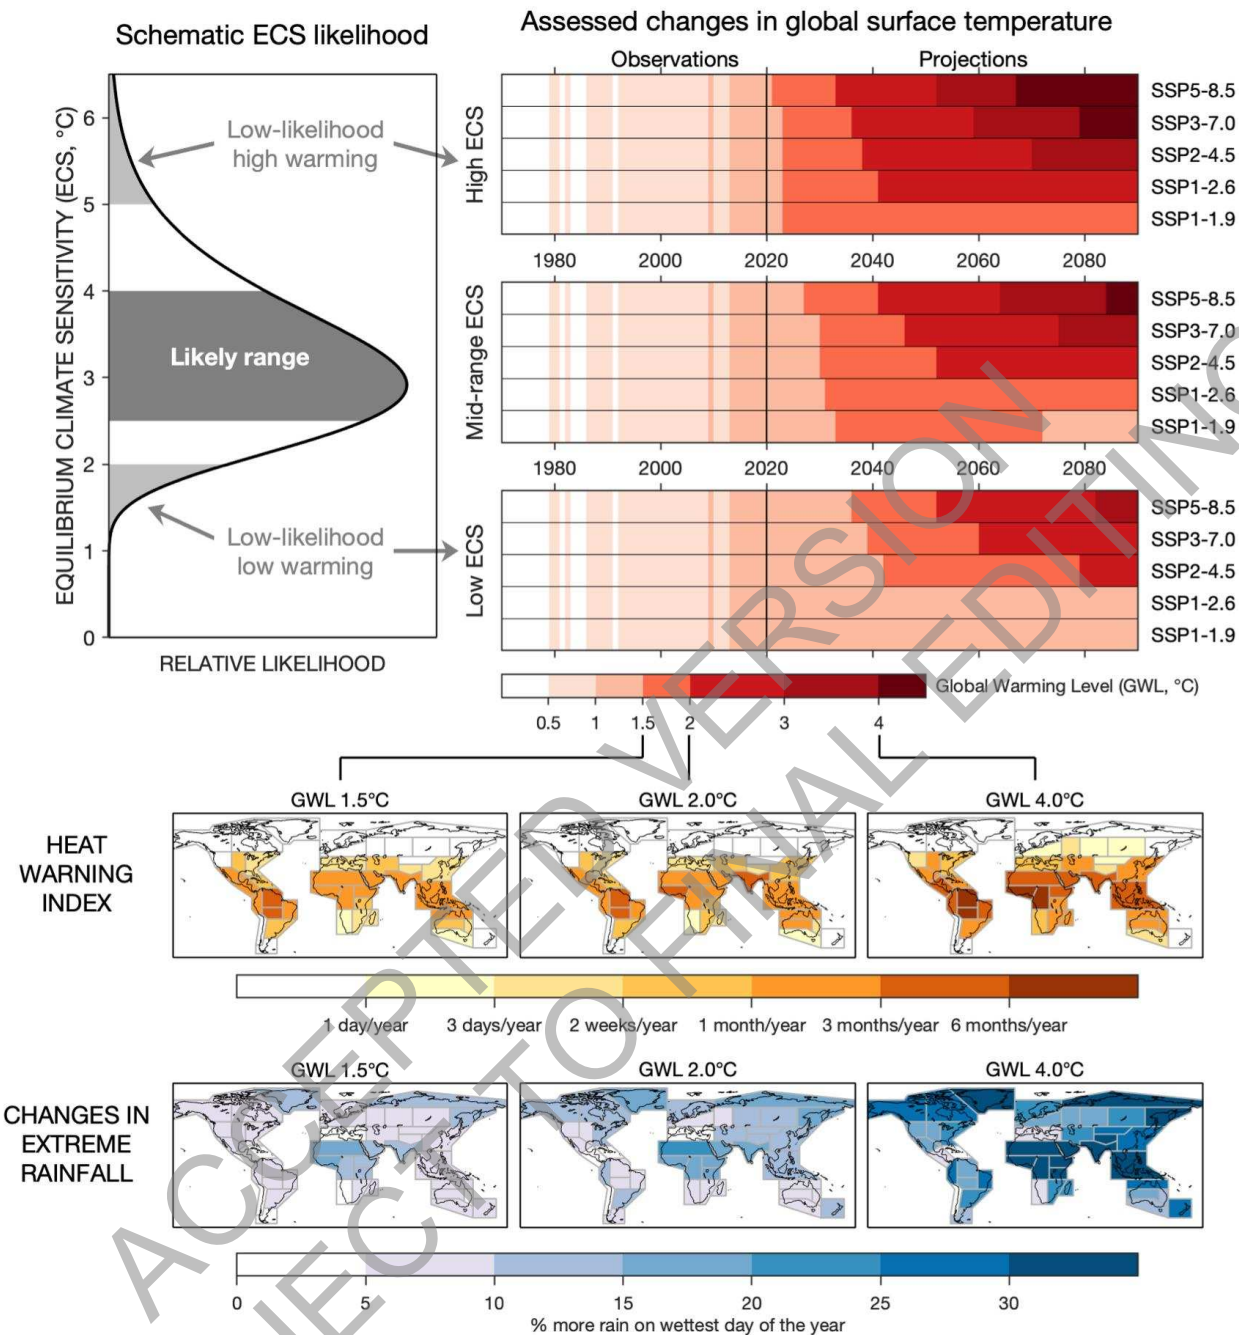 Schematic ECS likelihood
EQUILIBRIUM CLIMATE SENSITIVITY (ECS, °C)
6
5
4
3
2
1
0
Low-likelihood
high warming
Likely range
Low-likelihood
low warming
RELATIVE LIKELIHOOD
Assessed changes in global surface temperature
Observations
Projections
High ECS
SSP5-8.5
SSP3-7.0
SSP2-4.5
SSP1-2.6
SSP1-1.9
1980 2000 2020 2040 2060 2080
Mid-range ECS
SSP5-8.5
SSP3-7.0
SSP2-4.5
SSP1-2.6
SSP1-1.9
1980 2000 2020 2040 2060 2080
Low ECS
SSP5-8.5
SSP3-7.0
SSP2-4.5
SSP1-2.6
SSP1-1.9
Global Warming Level (GWL, °C)
0.5 1 1.5 2 3 4
GWL 1.5°C
GWL 2.0°C
GWL 4.0°C
HEAT
WARNING
INDEX
1 day/year 3 days/year 2 weeks/year 1 month/year 3 months/year 6 months/year
GWL 1.5°C
GWL 2.0°C
GWL 4.0°C
CHANGES IN
EXTREME
RAINFALL
0 5 10 15 20 25 30
% more rain on wettest day of the year
ACCEPTED VERSION
JECT TO FINAL EDITING